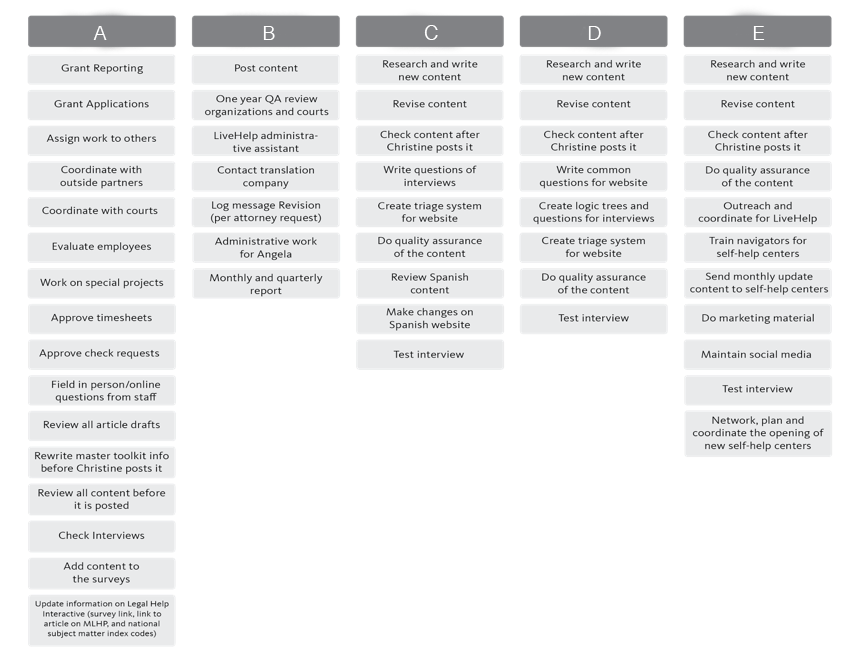 A
Grant Reporting
Grant Applications
Assign work to others
Coordinate with
outside partners
Coordinate with courts
Evaluate employees
Work on special projects
Approve timesheets
Approve check requests
Field in person/online
questions from staff
Review all article drafts
Rewrite master toolkit info
before Christine posts it
Review all content before
it is posted
Check Interviews
Add content to
the surveys
Update information on Legal Help
Interactive (survey link, link to
article on MLHP, and national
subject matter index codes)
B
Post content
One year QA review
organizations and courts
LiveHelp administra-
tive assistant
Contact translation
company
Log message Revision
(per attorney request)
Administrative work
for Angela
Monthly and quarterly
report
C
Research and write
new content
Revise content
Check content after
Christine posts it
Write questions of
interviews
Create triage system
for website
Do quality assurance
of the content
Review Spanish
content
Make changes on
Spanish website
Test interview
D
Research and write
new content
Revise content
Check content after
Christine posts it
Write common
questions for website
Create logic trees and
questions for interviews
Create triage system
for website
Do quality assurance
of the content
Test interview
E
Research and write
new content
Revise content
Check content after
Christine posts it
Do quality assurance
of the content
Outreach and
coordinate for LiveHelp
Train navigators for
self-help centers
Send monthly update
content to self-help centers
Do marketing material
Maintain social media
Test interview
Network, plan and
coordinate the opening of
new self-help centers